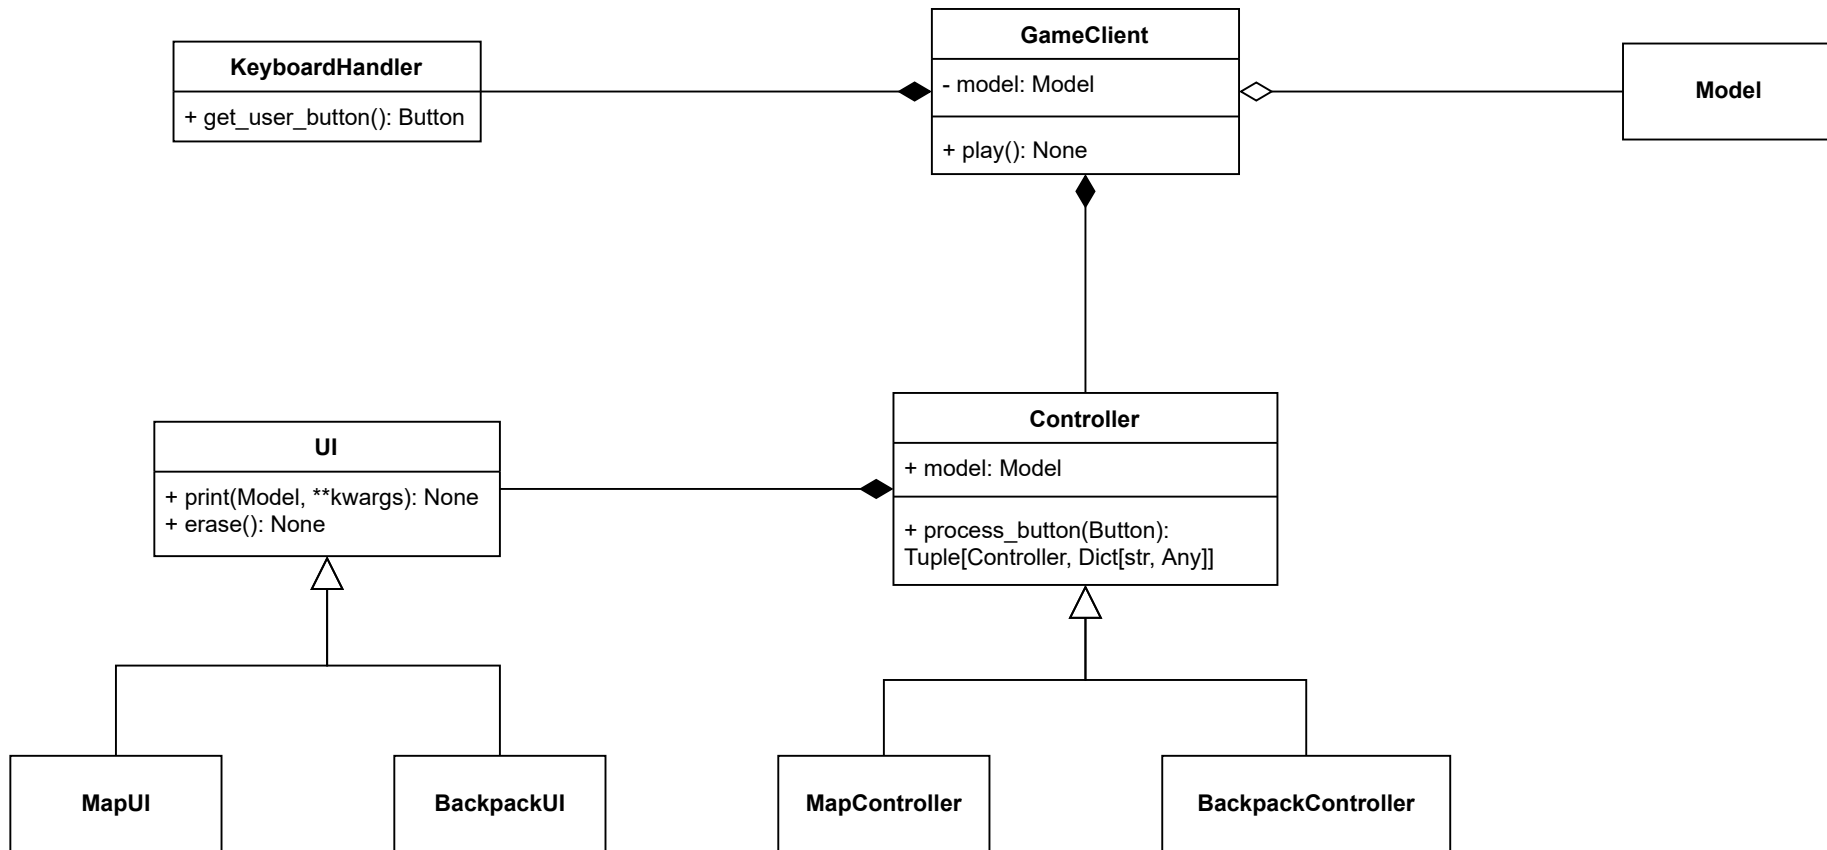 GameClient
- model: Model
+ play(): None
KeyboardHandler
+ get_user_button(): Button
Model
Controller
+ model: Model
+ process_button(Button):
Tuple[Controller, Dict[str, Any]]
UI
+ print(Model, **kwargs): None
+ erase(): None
MapUI
BackpackUI
MapController
BackpackController